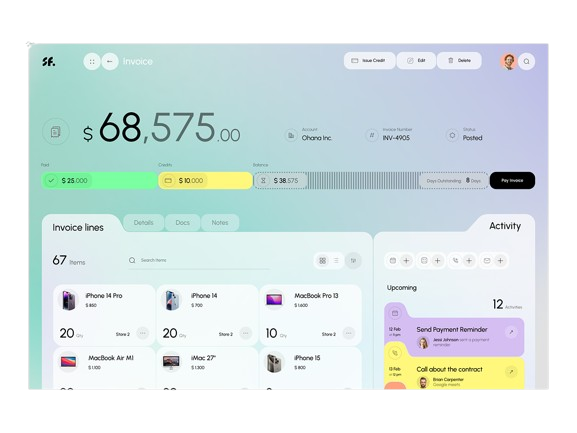 sf.
Invoice
Issue Credit
Edit
Delete
$ 68,575.00
Account
Ohana Inc.
Invoice Number
INV-4905
Status
Posted
Paid
Credits
Balance
$ 25.000
$ 10.000
$ 38.575
Days Outstanding 8 Days
Pay Invoice
Invoice lines
Details
Docs
Notes
Activity
67 Items
Search items
Upcoming
12 Activities
iPhone 14 Pro
$ 860
20 Qty
Store 2
iPhone 14
$ 700
20 Qty
Store 2
MacBook Pro 13
$ 1.600
10 Qty
Store 2
MacBook Air M1
$ 1.100
iMac 27"
$ 1.300
iPhone 15
$ 800
12 Feb
Send Payment Reminder
Jess Johnson sent a payment
reminder
13 Feb
Call about the contract
Brian Carpenter
Google meets